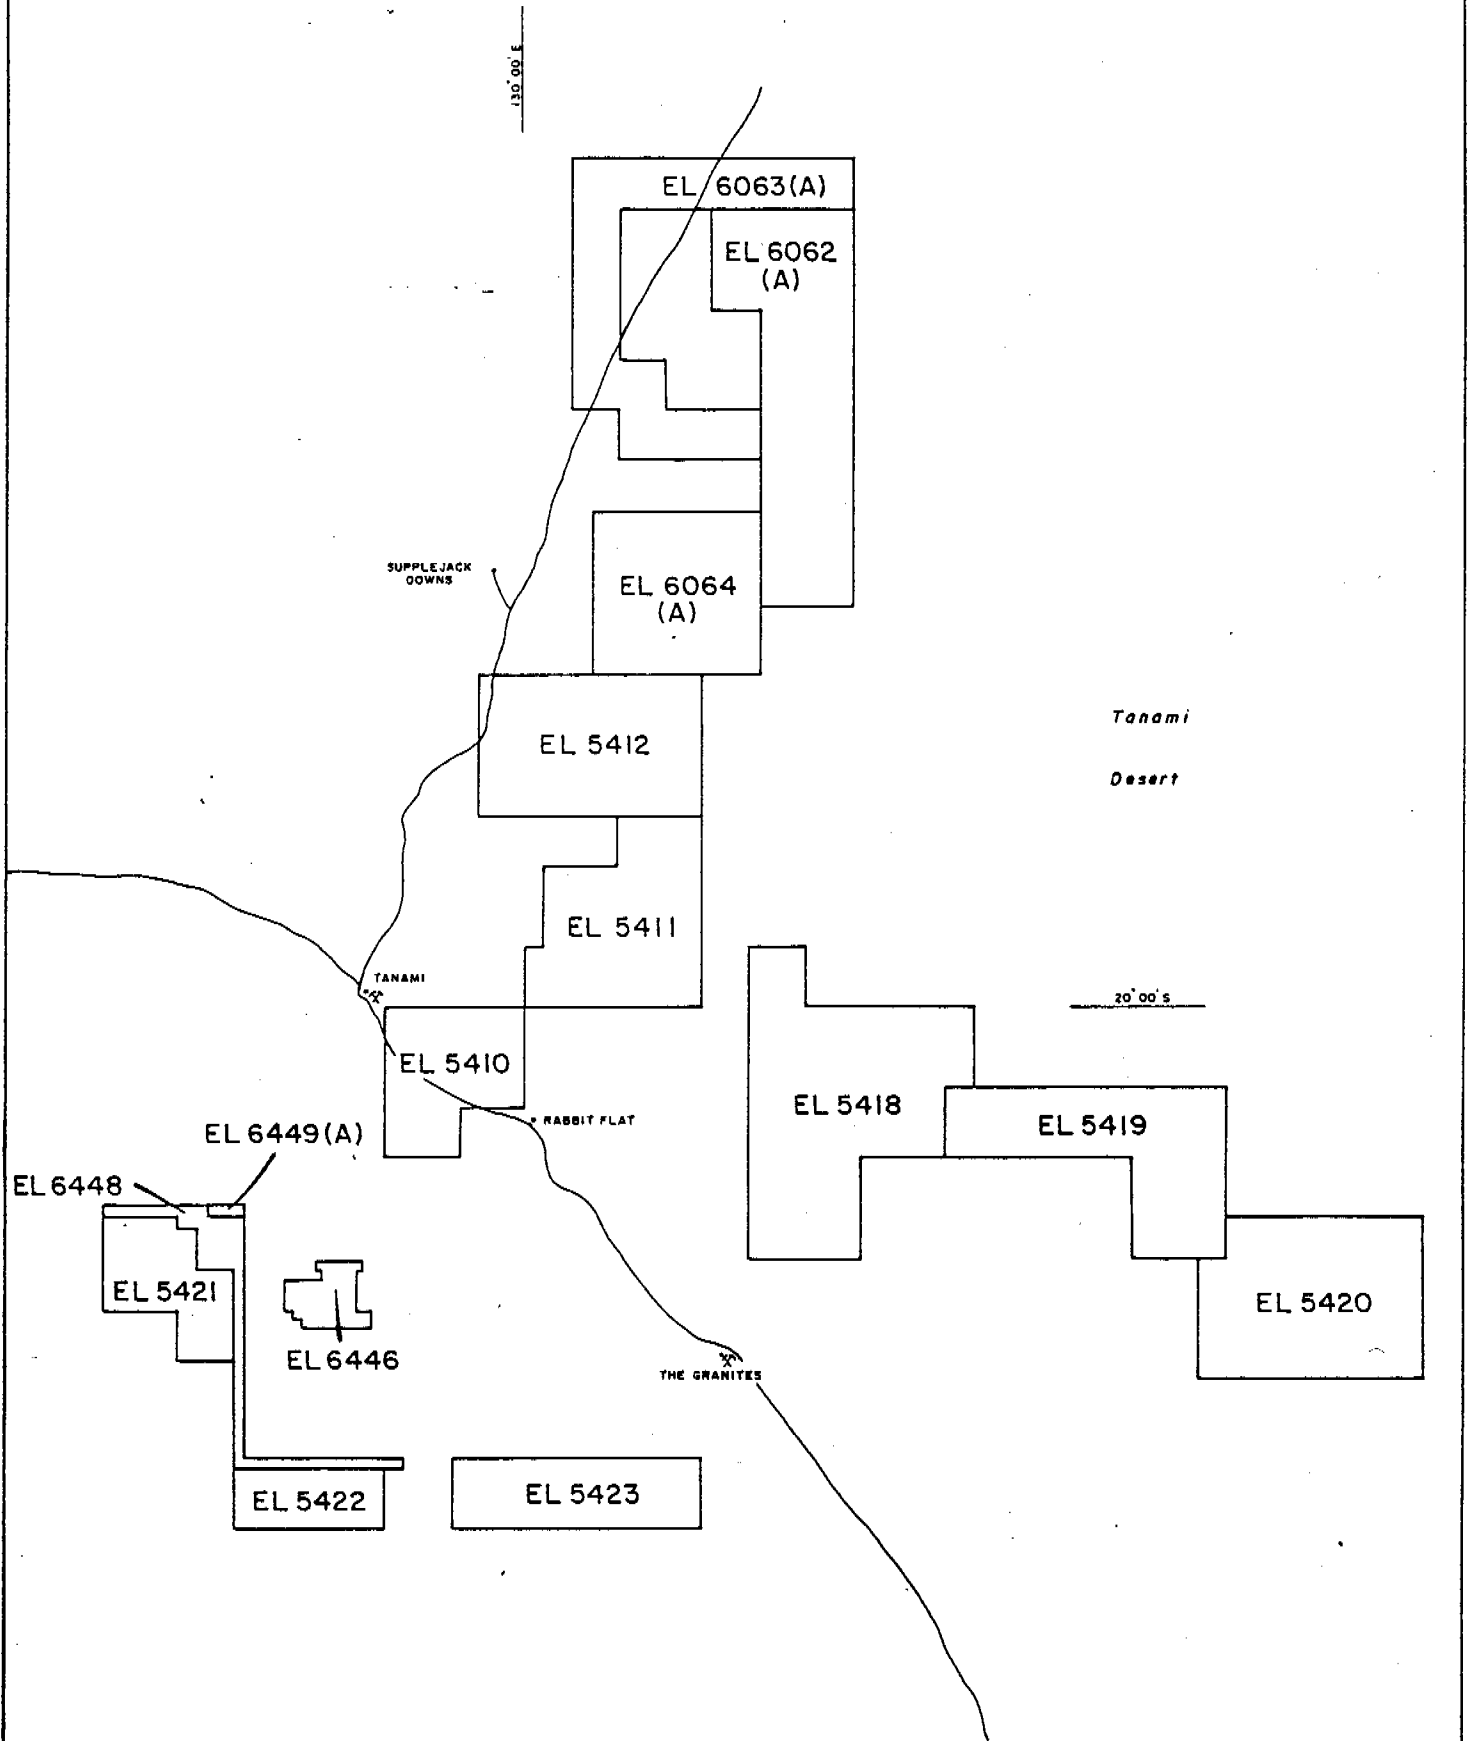 130°00'E
EL 6063(A)
EL 6062
(A)
SUPPLEJACK
DOWNS
EL 6064
(A)
Tanami
Desert
EL 5412
EL 5411
TANAMI
20°00'S
EL 5410
EL 5418
EL 5419
RABBIT FLAT
EL 6449(A)
EL 6448
EL 5421
EL 5420
EL 6446
THE GRANITES
EL 5422
EL 5423